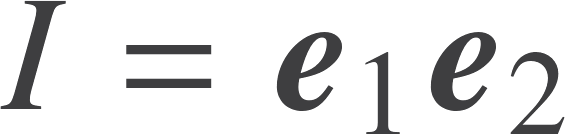 I = e₁e₂